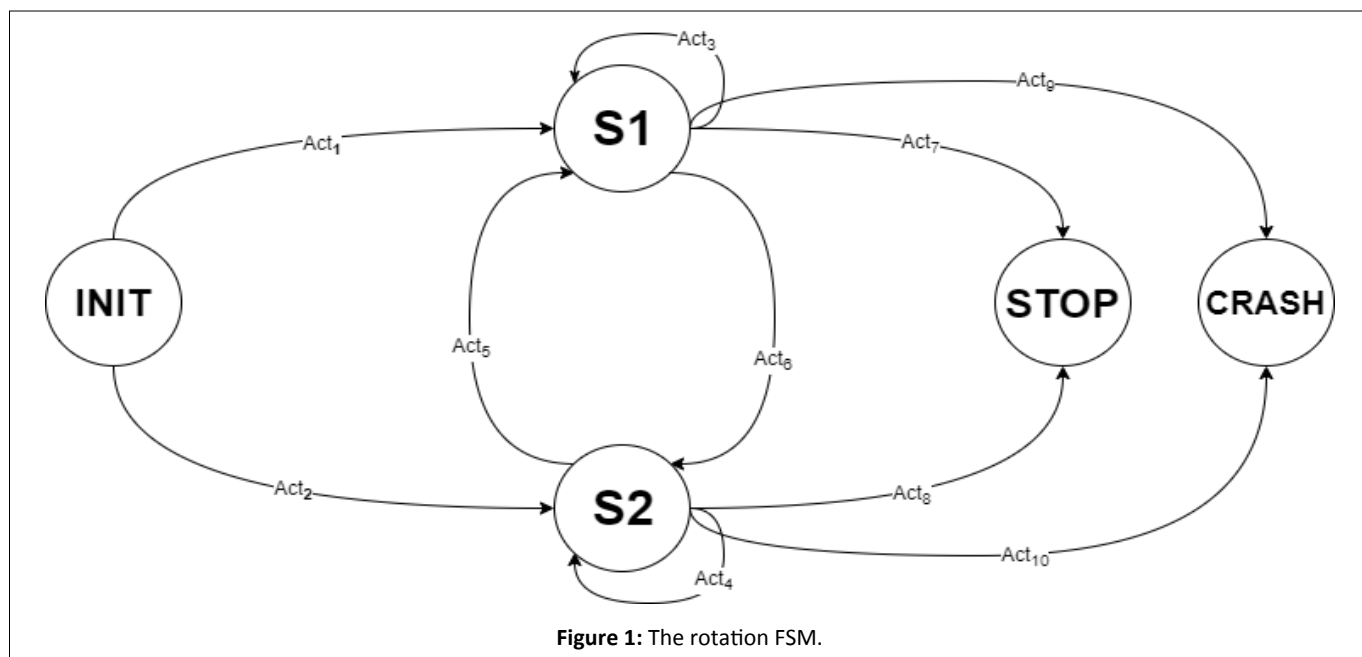 Act₃
Act₉
S1
Act₁
Act₇
INIT
STOP
CRASH
Act₅
Act₆
Act₂
S2
Act₈
Act₁₀
Act₄
Figure 1: The rotation FSM.